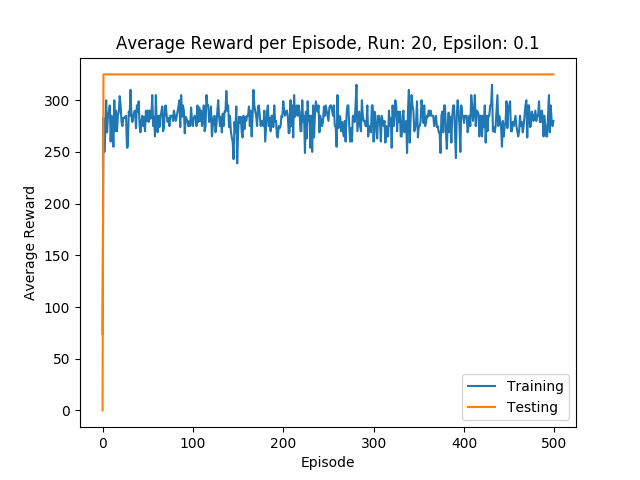 Average Reward per Episode, Run: 20, Epsilon: 0.1
Average Reward
300
250
200
150
100
50
0
0 100 200 300 400 500
Episode
Training
Testing